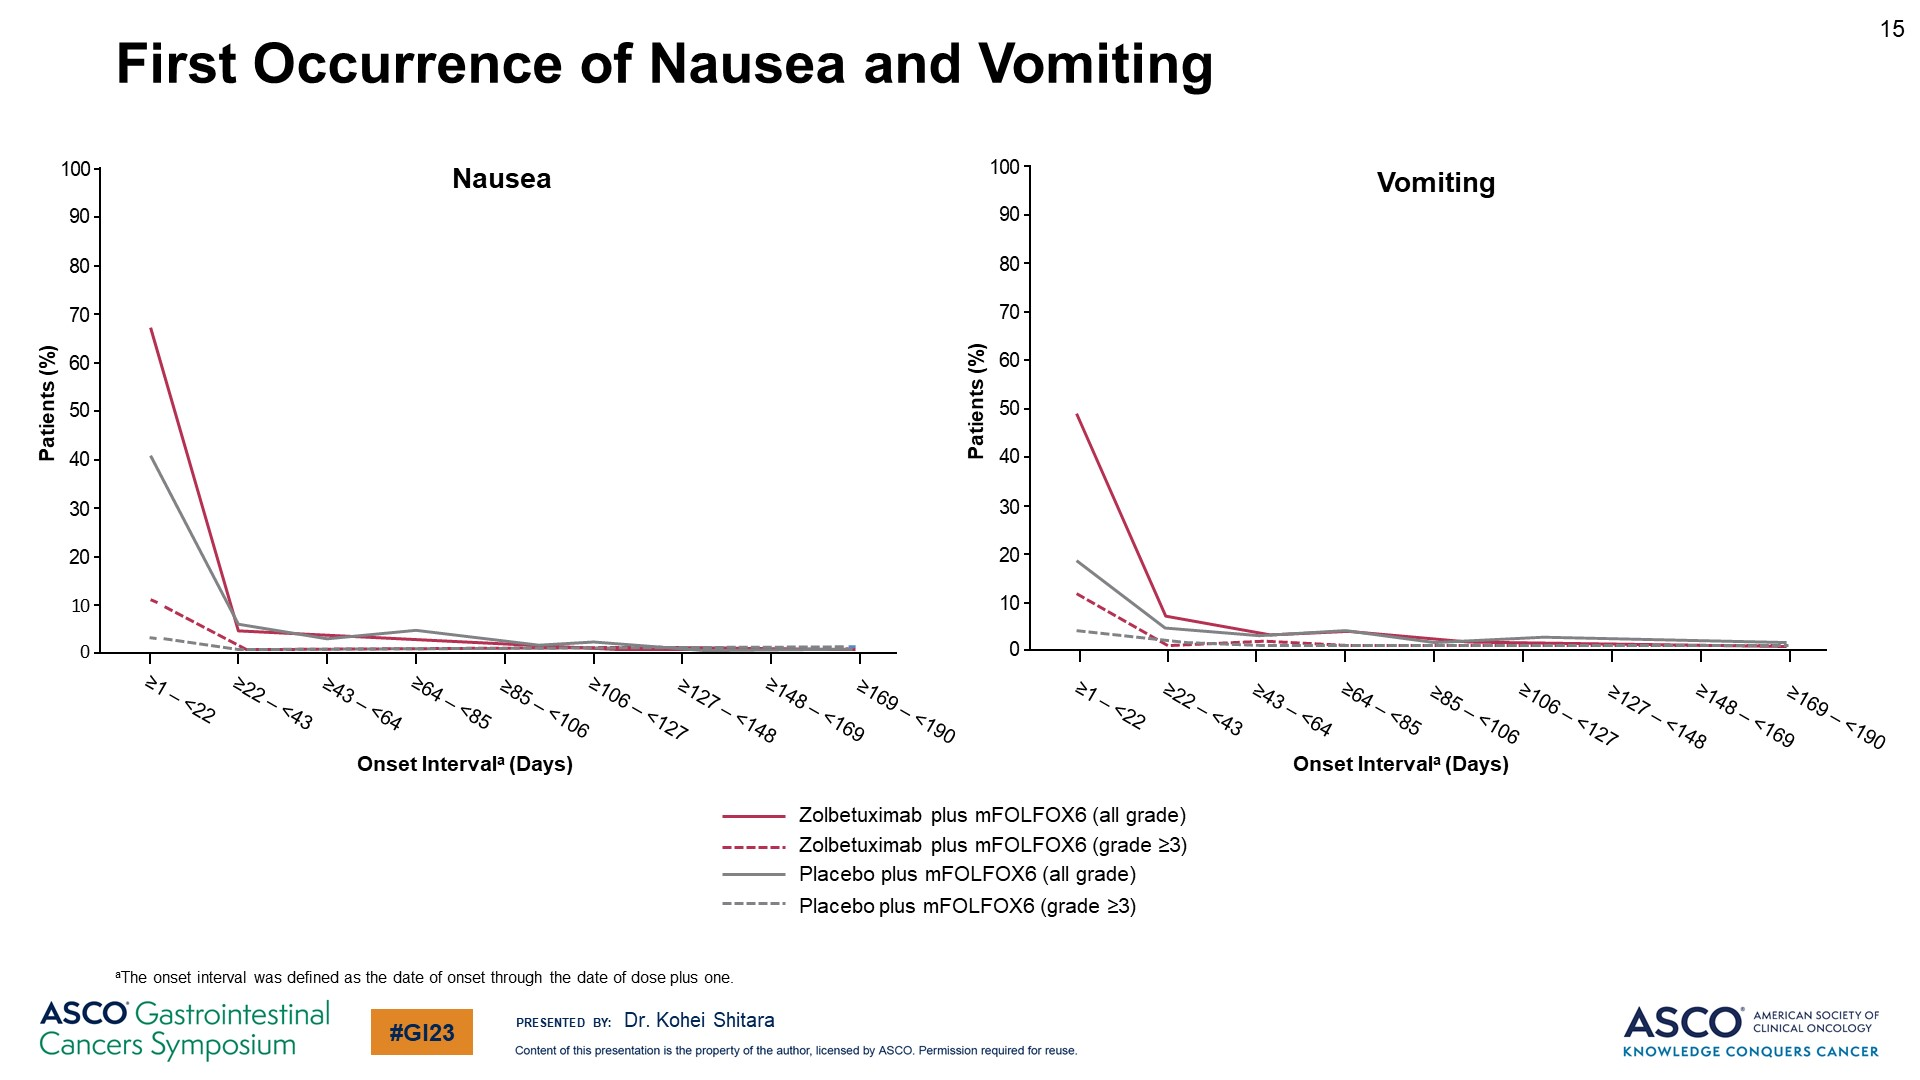 15
First Occurrence of Nausea and Vomiting
Nausea
Patients (%)
100
90
80
70
60
50
40
30
20
10
0
≥1 – <22
≥22 – <43
≥43 – <64
≥64 – <85
≥85 – <106
≥106 – <127
≥127 – <148
≥148 – <169
≥169 – <190
Onset Intervalᵃ (Days)
Vomiting
Patients (%)
100
90
80
70
60
50
40
30
20
10
0
≥1 – <22
≥22 – <43
≥43 – <64
≥64 – <85
≥85 – <106
≥106 – <127
≥127 – <148
≥148 – <169
≥169 – <190
Onset Intervalᵃ (Days)
Zolbetuximab plus mFOLFOX6 (all grade)
Zolbetuximab plus mFOLFOX6 (grade ≥3)
Placebo plus mFOLFOX6 (all grade)
Placebo plus mFOLFOX6 (grade ≥3)
ᵃThe onset interval was defined as the date of onset through the date of dose plus one.
ASCO® Gastrointestinal
Cancers Symposium
#GI23
PRESENTED BY: Dr. Kohei Shitara
Content of this presentation is the property of the author, licensed by ASCO. Permission required for reuse.
ASCO® AMERICAN SOCIETY OF
CLINICAL ONCOLOGY
KNOWLEDGE CONQUERS CANCER